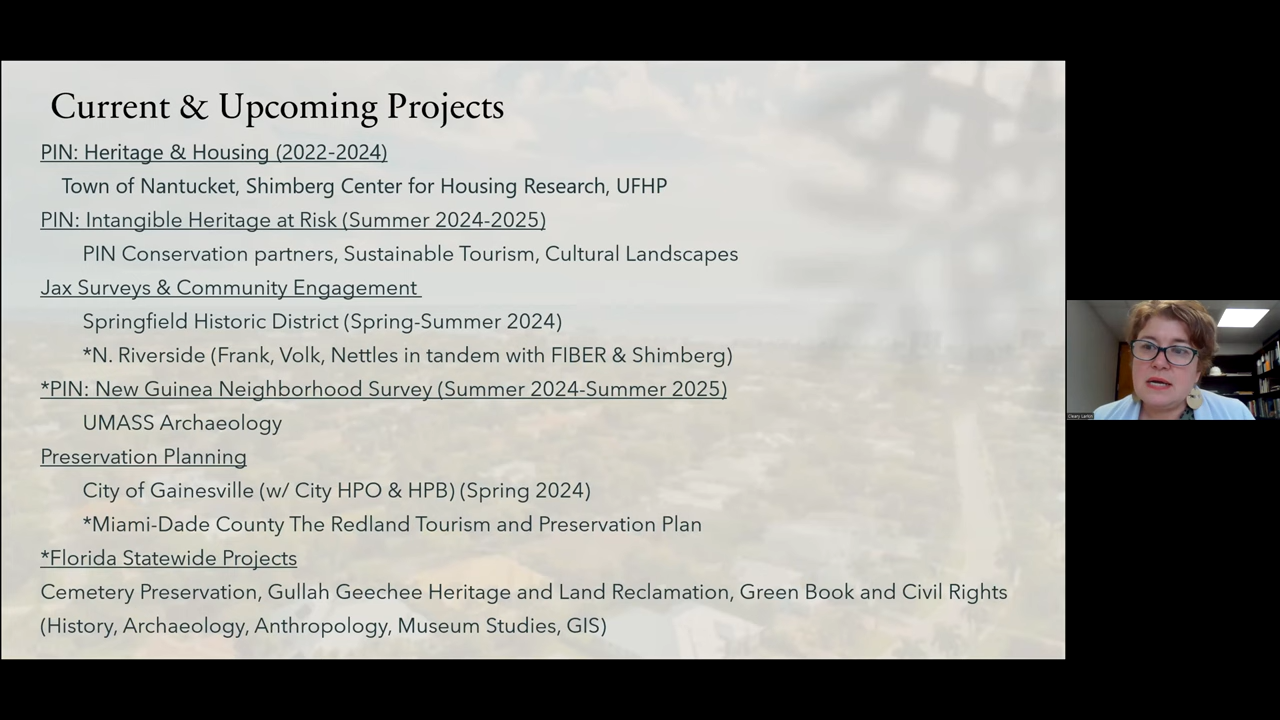 Current & Upcoming Projects
PIN: Heritage & Housing (2022-2024)
Town of Nantucket, Shimberg Center for Housing Research, UFHP
PIN: Intangible Heritage at Risk (Summer 2024-2025)
PIN Conservation partners, Sustainable Tourism, Cultural Landscapes
Jax Surveys & Community Engagement
Springfield Historic District (Spring-Summer 2024)
*N. Riverside (Frank, Volk, Nettles in tandem with FIBER & Shimberg)
*PIN: New Guinea Neighborhood Survey (Summer 2024-Summer 2025)
UMASS Archaeology
Preservation Planning
City of Gainesville (w/ City HPO & HPB) (Spring 2024)
*Miami-Dade County The Redland Tourism and Preservation Plan
*Florida Statewide Projects
Cemetery Preservation, Gullah Geechee Heritage and Land Reclamation, Green Book and Civil Rights
(History, Archaeology, Anthropology, Museum Studies, GIS)
Cleary Larkin